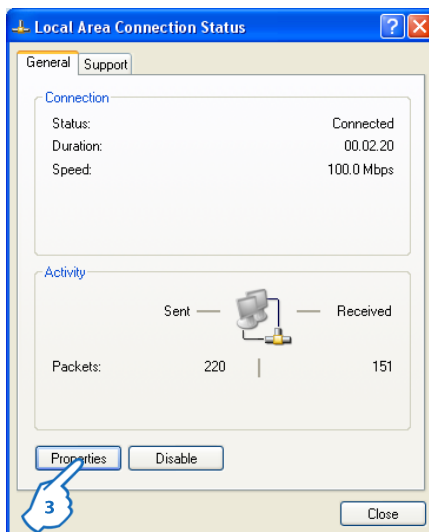 Local Area Connection Status
General Support
Connection
Status: Connected
Duration: 00.02.20
Speed: 100.0 Mbps
Activity
Sent — — Received
Packets: 220 | 151
Properties Disable
3
Close